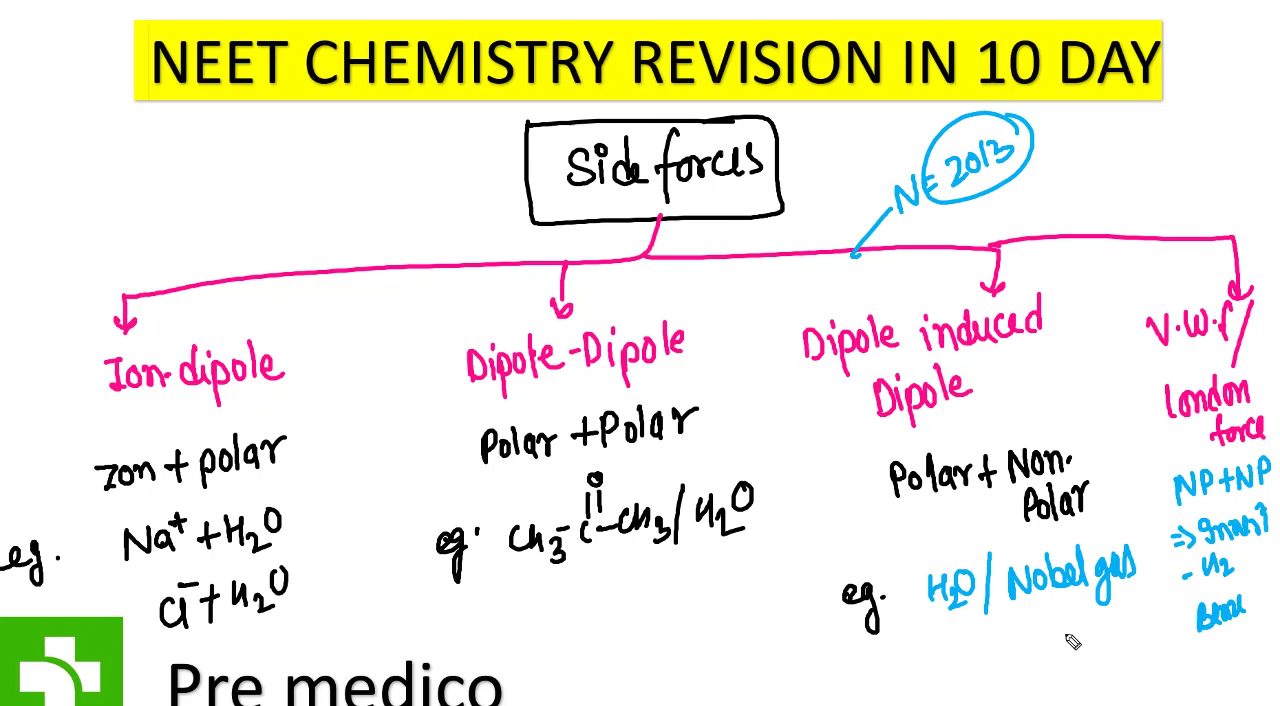 NEET CHEMISTRY REVISION IN 10 DAY
Side forces
NE 2013
Ion-dipole
Ion + polar
eg. Na⁺ + H₂O
Cl⁻ + H₂O
Dipole-Dipole
Polar + Polar
eg. CH₃-C-CH₃ / H₂O
O
Dipole induced
Dipole
Polar + Non-
Polar
eg. H₂O / Nobel gas
V.W.f /
London
force
NP + NP
⇒
- H₂
Pre medico